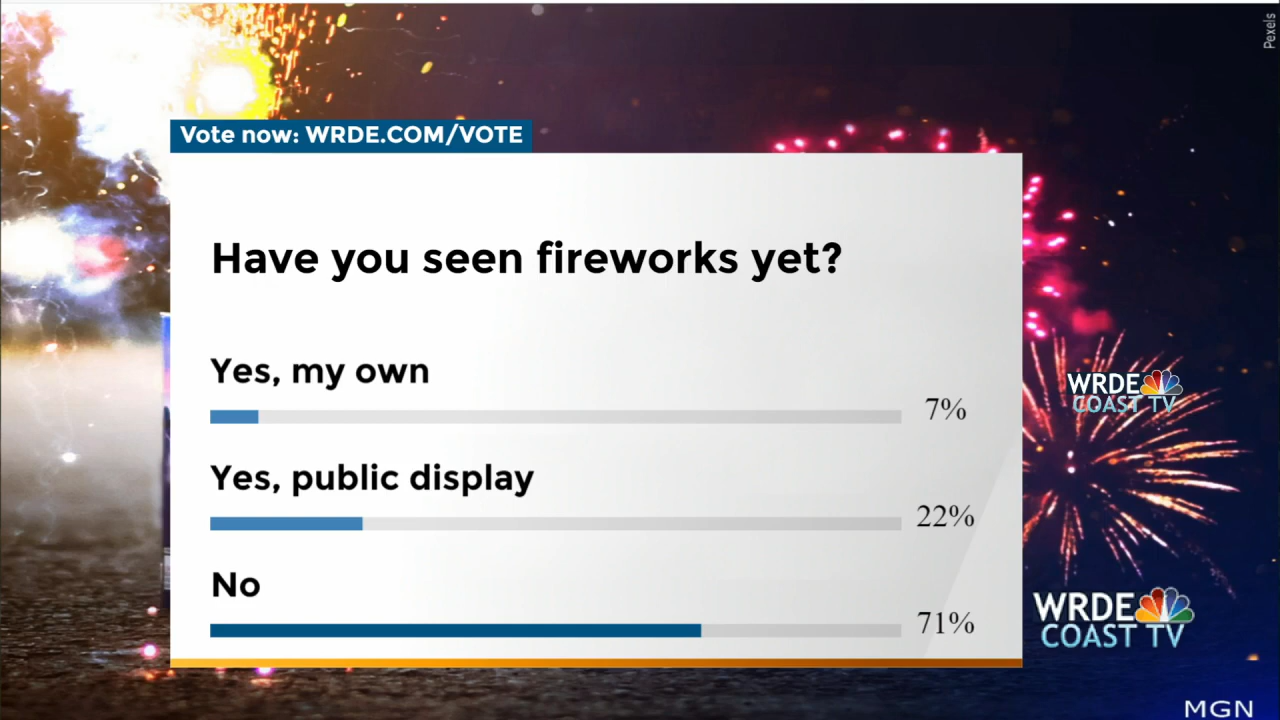 Pexels
Vote now: WRDE.COM/VOTE
Have you seen fireworks yet?
Yes, my own
7%
Yes, public display
22%
No
71%
WRDE
COAST TV
WRDE
COAST TV
MGN